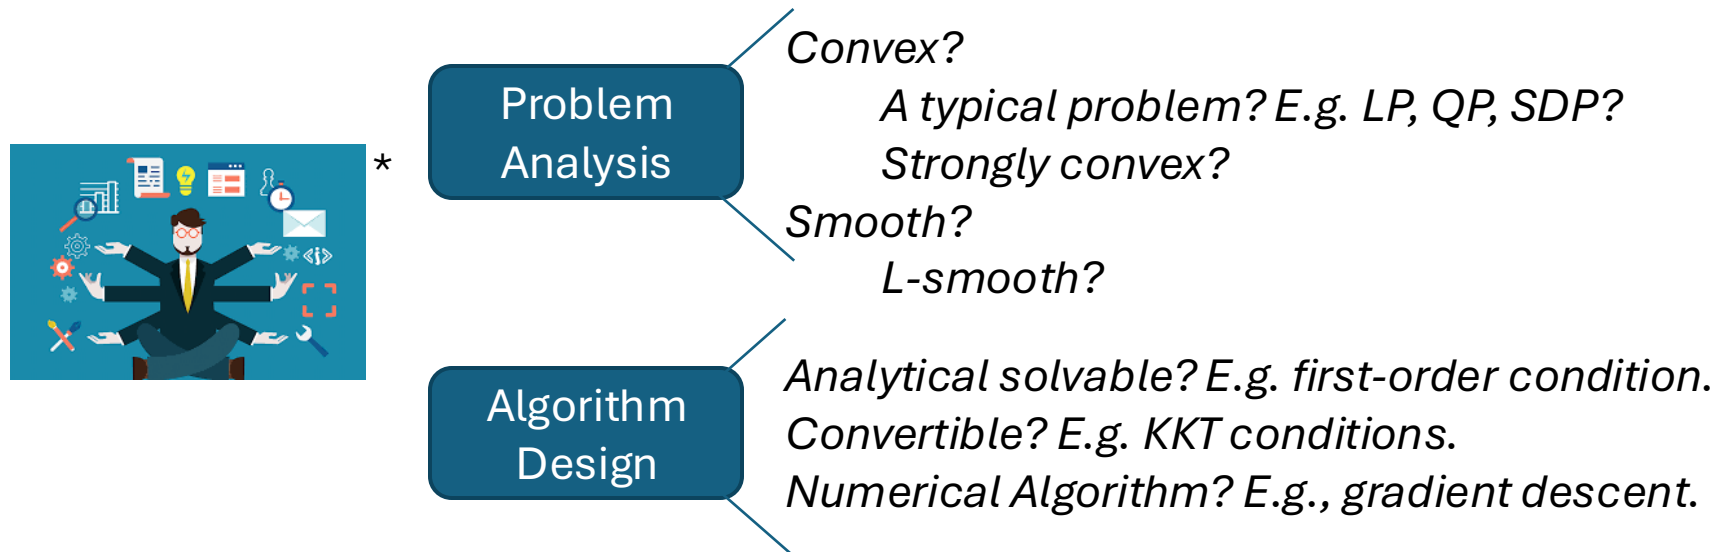 Convex?
Problem
Analysis
A typical problem? E.g. LP, QP, SDP?
Strongly convex?
*
Smooth?
L-smooth?
Algorithm
Design
Analytical solvable? E.g. first-order condition.
Convertible? E.g. KKT conditions.
Numerical Algorithm? E.g., gradient descent.